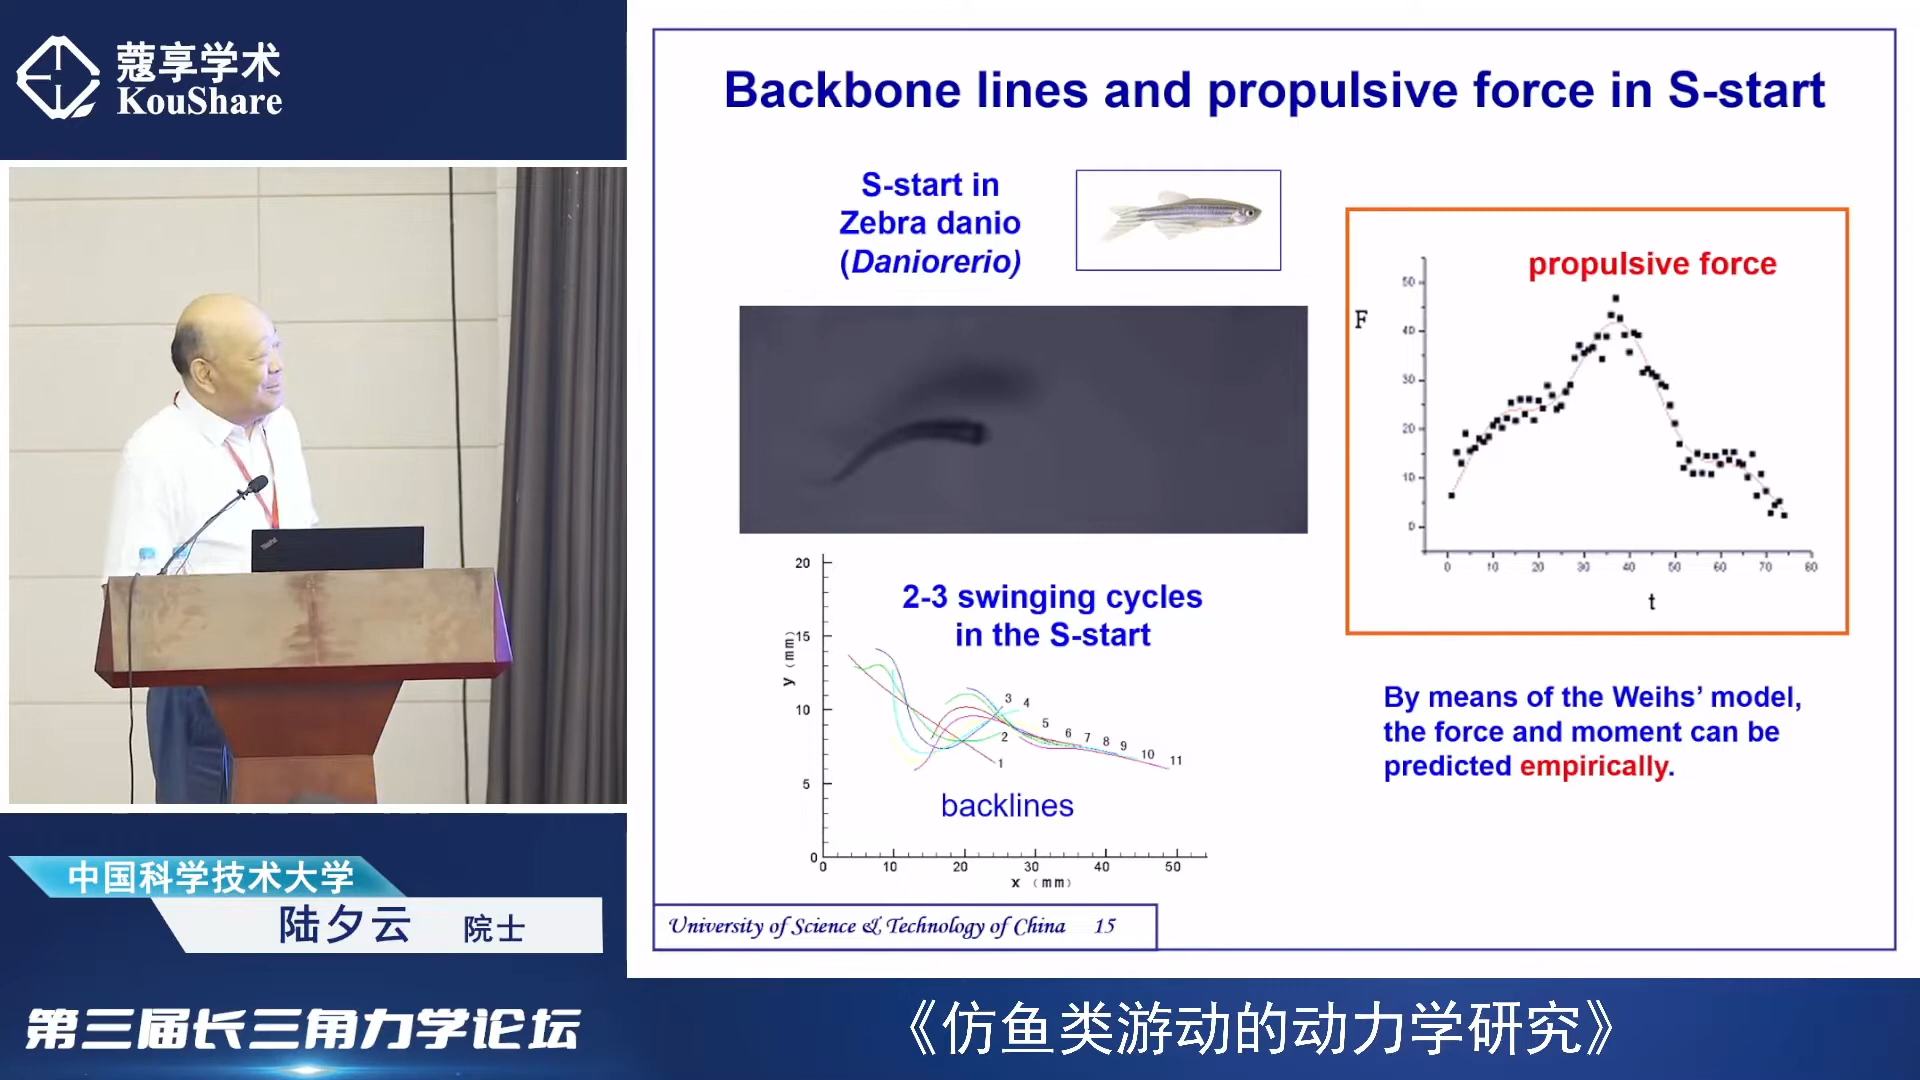 蔻享学术
KouShare
Backbone lines and propulsive force in S-start
S-start in
Zebra danio
(Daniorerio)
propulsive force
F
50
40
30
20
10
0
0 10 20 30 40 50 60 70 80
t
2-3 swinging cycles
in the S-start
y (mm)
20
15
10
5
0
1
2
3
4
5
6
7
8
9
10
11
backlines
0 10 20 30 40 50
x (mm)
By means of the Weihs’ model,
the force and moment can be
predicted empirically.
University of Science & Technology of China 15
ThinkPad
中国科学技术大学
陆夕云 院士
第三届长三角力学论坛
《仿鱼类游动的动力学研究》